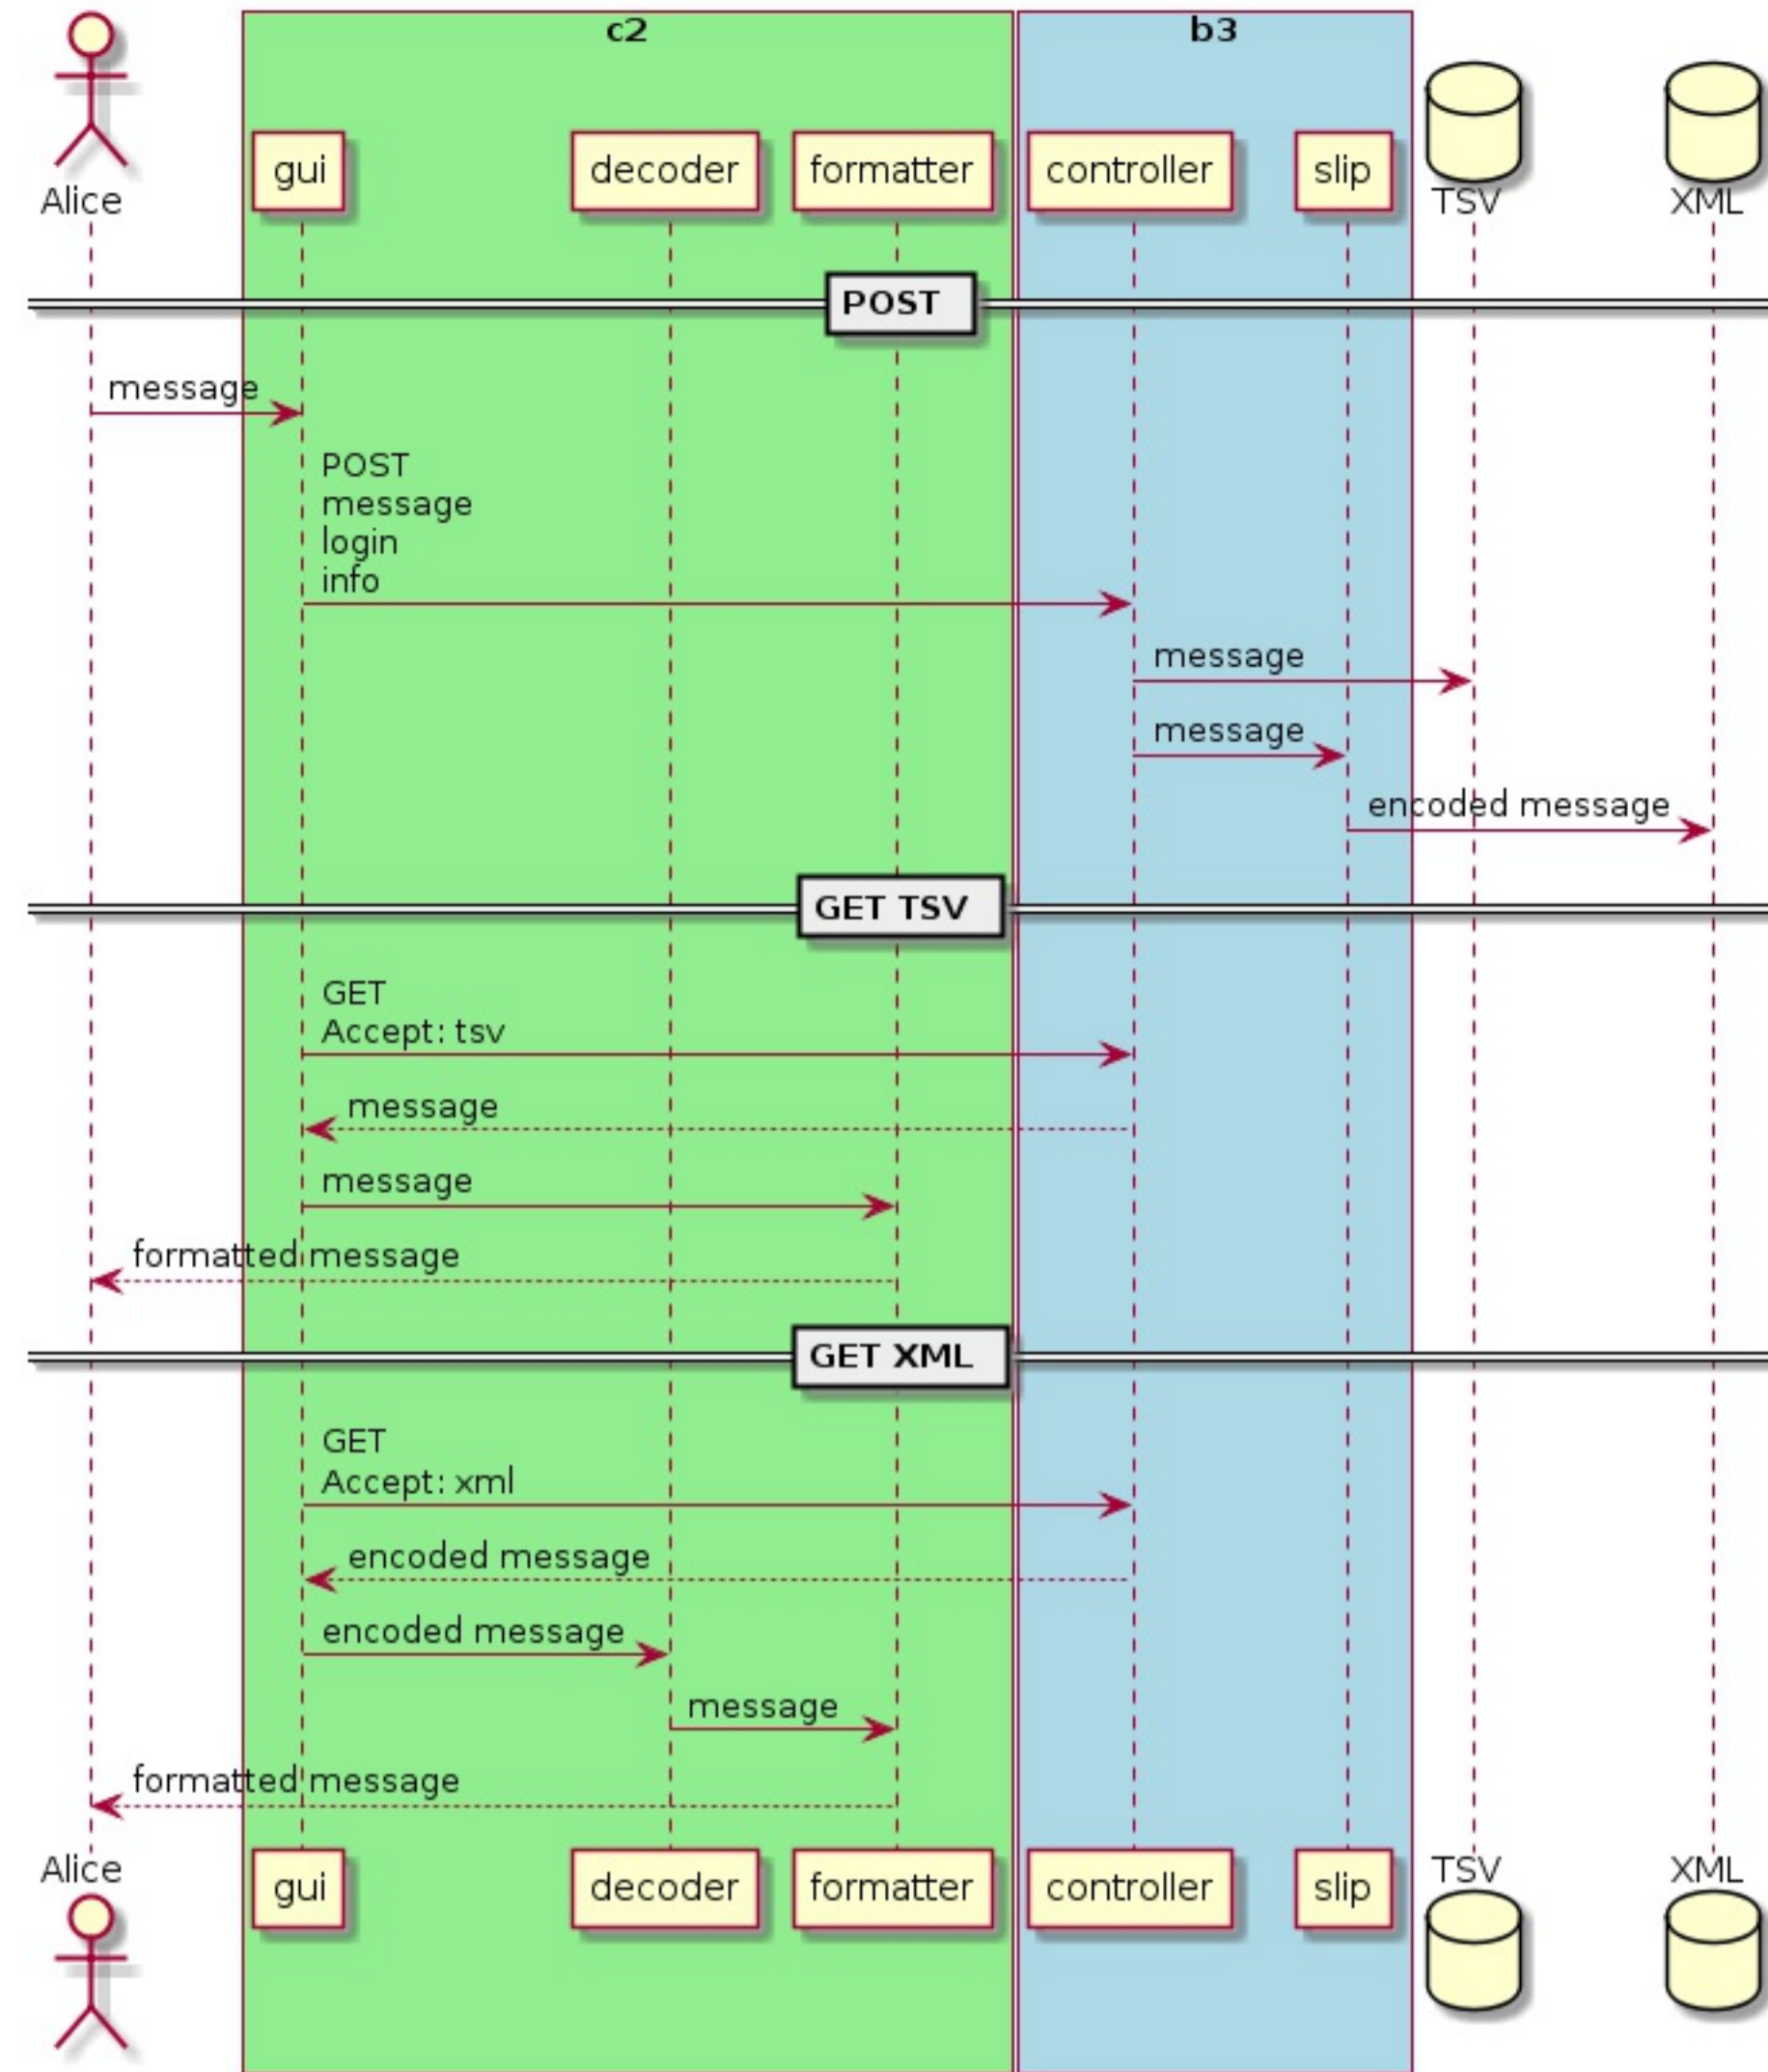 c2
b3
Alice
gui
decoder
formatter
controller
slip
TSV
XML
POST
message
POST
message
login
info
message
message
encoded message
GET TSV
GET
Accept: tsv
message
message
formatted message
GET XML
GET
Accept: xml
encoded message
encoded message
message
formatted message
Alice
gui
decoder
formatter
controller
slip
TSV
XML